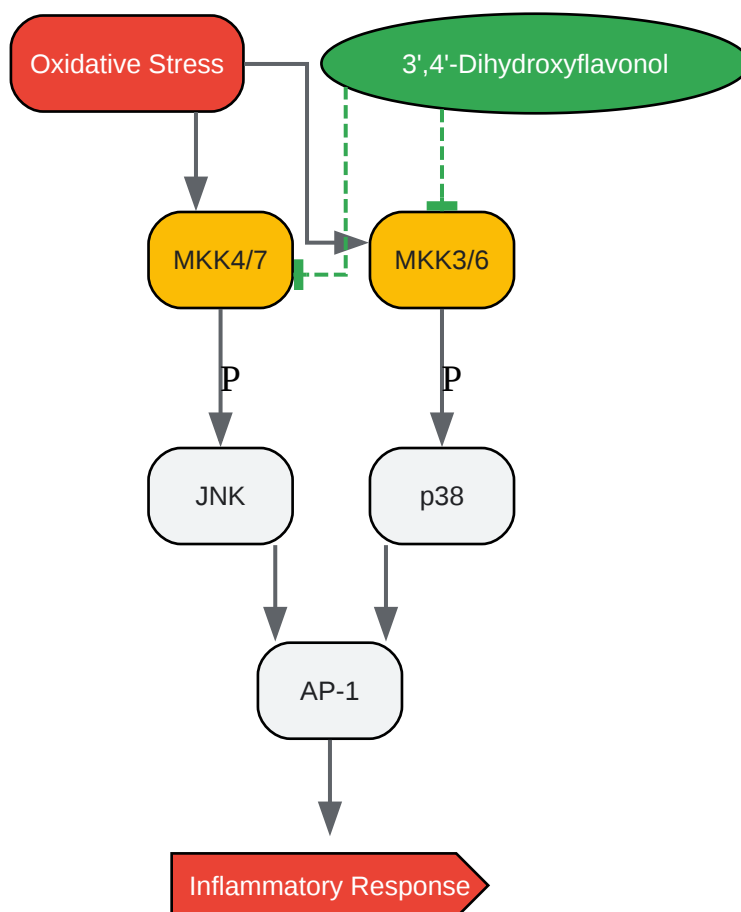 Oxidative Stress
3',4'-Dihydroxyflavonol
MKK4/7
MKK3/6
P
P
JNK
p38
AP-1
Inflammatory Response